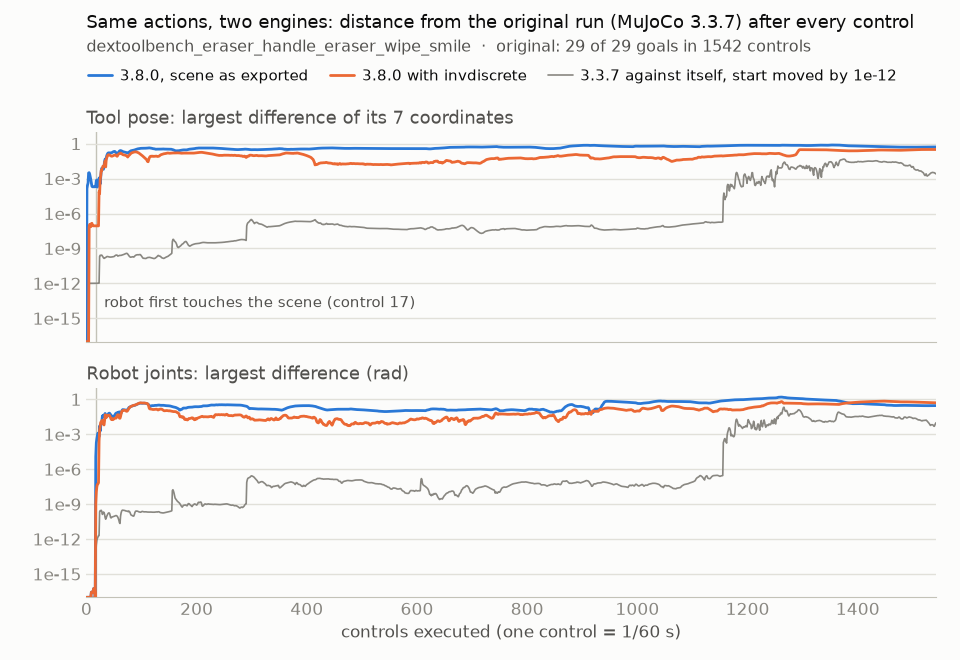 Same actions, two engines: distance from the original run (MuJoCo 3.3.7) after every control
dextoolbench_eraser_handle_eraser_wipe_smile · original: 29 of 29 goals in 1542 controls
3.8.0, scene as exported 3.8.0 with invdiscrete 3.3.7 against itself, start moved by 1e-12
Tool pose: largest difference of its 7 coordinates
1
1e-3
1e-6
1e-9
1e-12
robot first touches the scene (control 17)
1e-15
Robot joints: largest difference (rad)
1
1e-3
1e-6
1e-9
1e-12
1e-15
0 200 400 600 800 1000 1200 1400
controls executed (one control = 1/60 s)